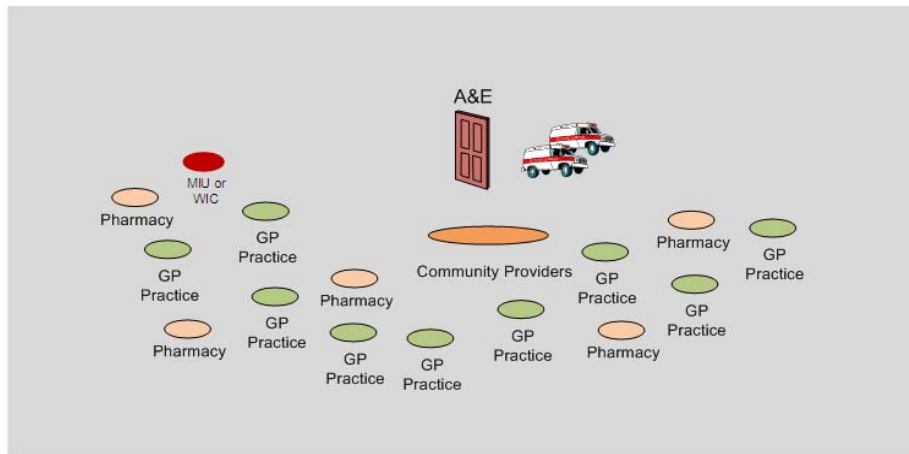 A&E
MIU or
WIC
Pharmacy
GP
Practice
Pharmacy
GP
Practice
Community Providers
GP
Practice
GP
Practice
Pharmacy
GP
Practice
GP
Practice
Pharmacy
GP
Practice
GP
Practice
GP
Practice
Pharmacy
GP
Practice